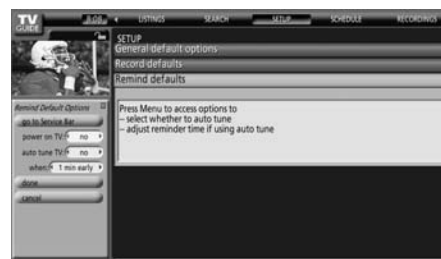 TV
GUIDE
8:06
LISTINGS
SEARCH
SETUP
SCHEDULE
RECORDINGS
SETUP
General default options
Record defaults
Remind defaults
Press Menu to access options to
– select whether to auto tune
– adjust reminder time if using auto tune
Remind Default Options
go to Service Bar
power on TV: no
auto tune TV: no
when: 1 min early
done
cancel